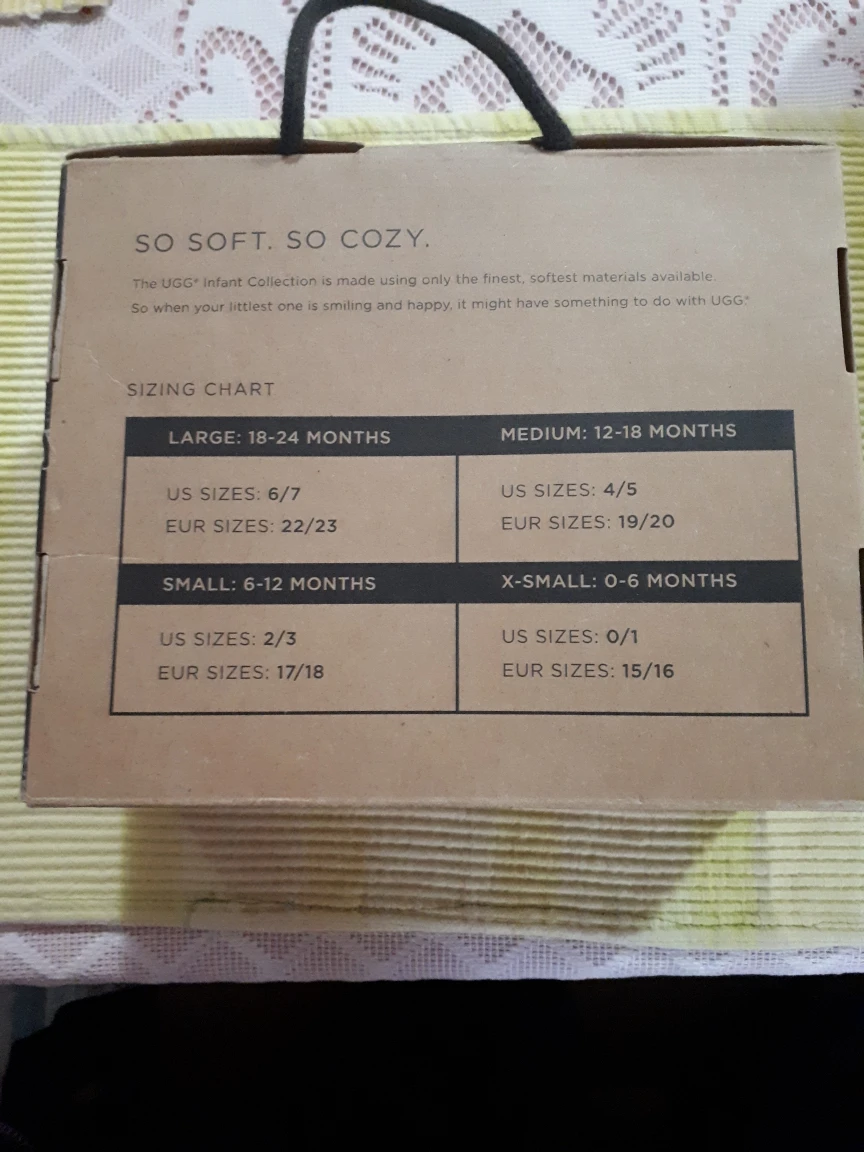 SO SOFT. SO COZY.
The UGG® Infant Collection is made using only the finest, softest materials available.
So when your littlest one is smiling and happy, it might have something to do with UGG.®
SIZING CHART
LARGE: 18-24 MONTHS
US SIZES: 6/7
EUR SIZES: 22/23
MEDIUM: 12-18 MONTHS
US SIZES: 4/5
EUR SIZES: 19/20
SMALL: 6-12 MONTHS
US SIZES: 2/3
EUR SIZES: 17/18
X-SMALL: 0-6 MONTHS
US SIZES: 0/1
EUR SIZES: 15/16